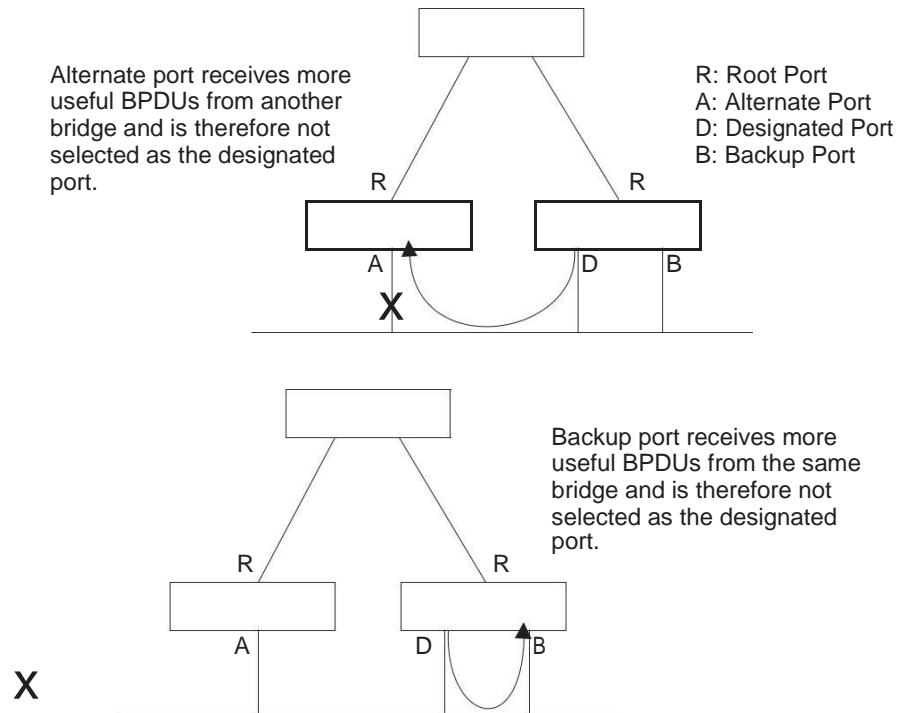 Alternate port receives more
useful BPDUs from another
bridge and is therefore not
selected as the designated
port.
R: Root Port
A: Alternate Port
D: Designated Port
B: Backup Port
R
R
A
D
B
X
Backup port receives more
useful BPDUs from the same
bridge and is therefore not
selected as the designated
port.
R
R
A
D
B
X